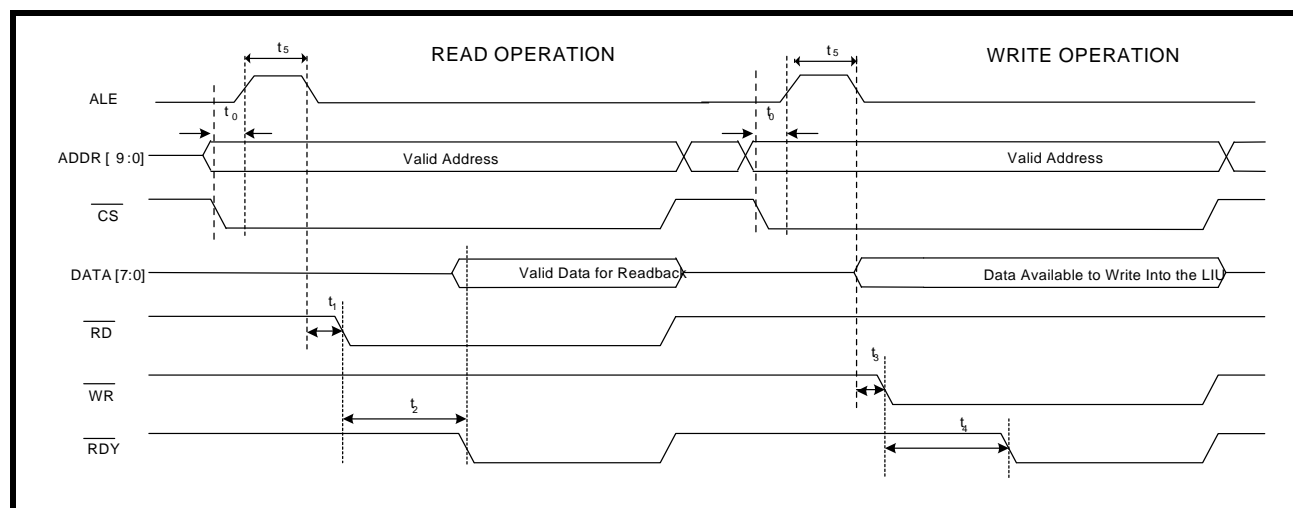 t5 READ OPERATION t5 WRITE OPERATION
ALE
t0 t0
ADDR [ 9:0] Valid Address Valid Address
CS
DATA [7:0] Valid Data for Readback Data Available to Write Into the LIU
t1
RD
t3
WR
t2
t4
RDY